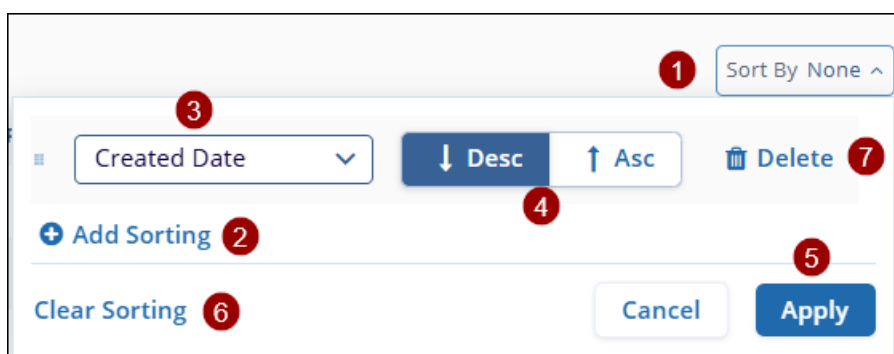 1 Sort By None
3
Created Date Desc Asc Delete 7
4
Add Sorting 2
5
Clear Sorting 6 Cancel Apply